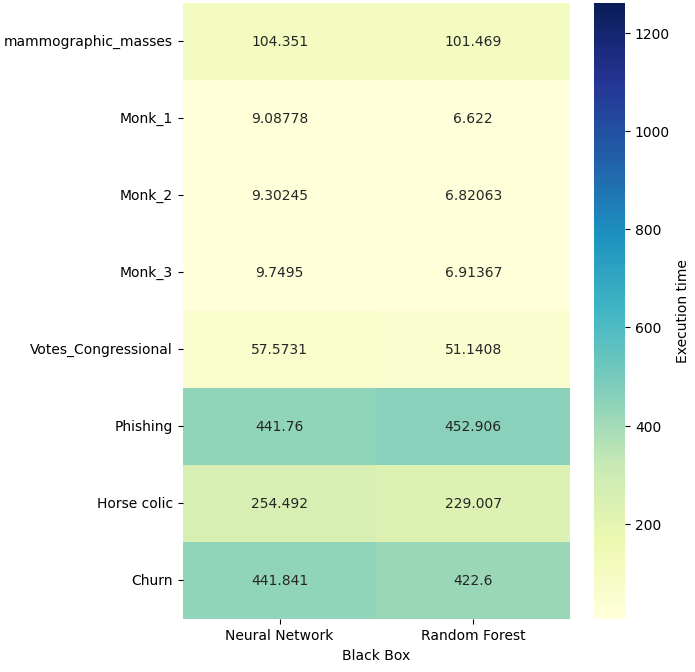 mammographic_masses 104.351 101.469
Monk_1 9.08778 6.622
Monk_2 9.30245 6.82063
Monk_3 9.7495 6.91367
Votes_Congressional 57.5731 51.1408
Phishing 441.76 452.906
Horse colic 254.492 229.007
Churn 441.841 422.6
Neural Network Random Forest
Black Box
1200
1000
800
600
400
200
Execution time